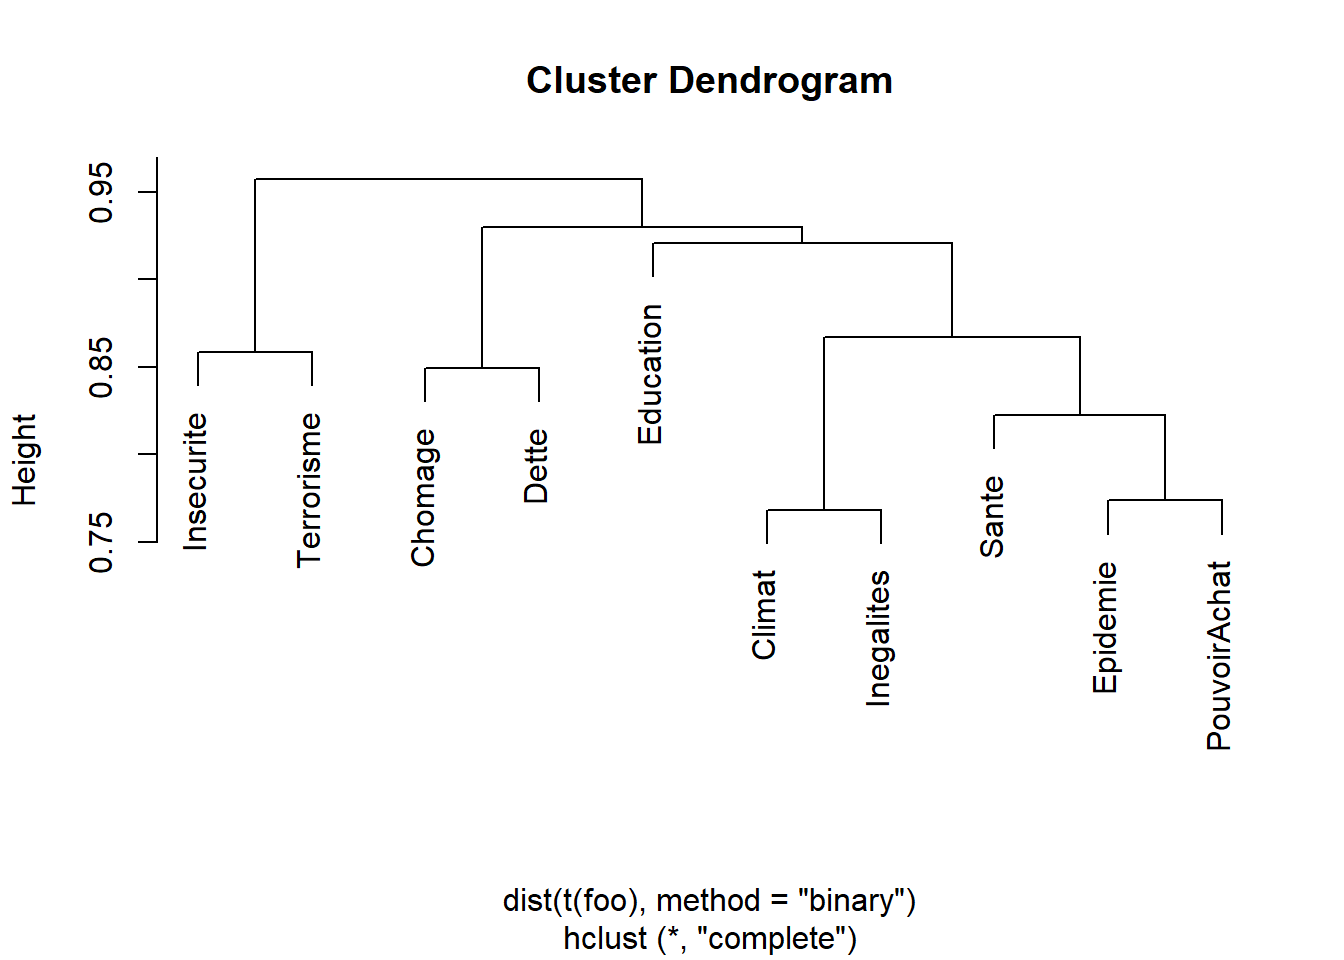 Cluster Dendrogram
Height
0.95
0.85
0.75
Insecurite
Terrorisme
Chomage
Dette
Education
Climat
Inegalites
Sante
Epidemie
PouvoirAchat
dist(t(foo), method = "binary")
hclust (*, "complete")